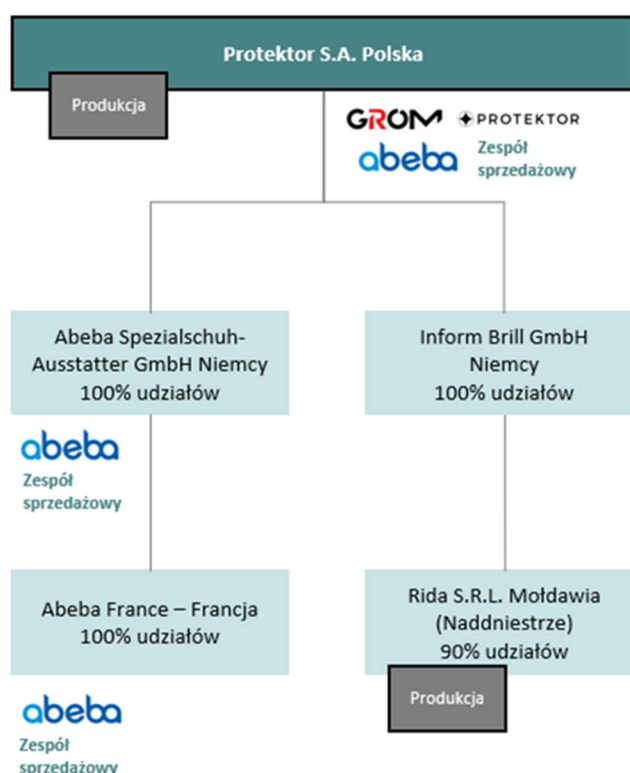 Protektor S.A. Polska
Produkcja
GROM PROTEKTOR
abeba Zespół
sprzedażowy
Abeba Spezialschuh-
Ausstatter GmbH Niemcy
100% udziałów
Inform Brill GmbH
Niemcy
100% udziałów
abeba
Zespół
sprzedażowy
Abeba France – Francja
100% udziałów
Rida S.R.L. Mołdawia
(Naddniestrze)
90% udziałów
Produkcja
abeba
Zespół
sprzedażowy